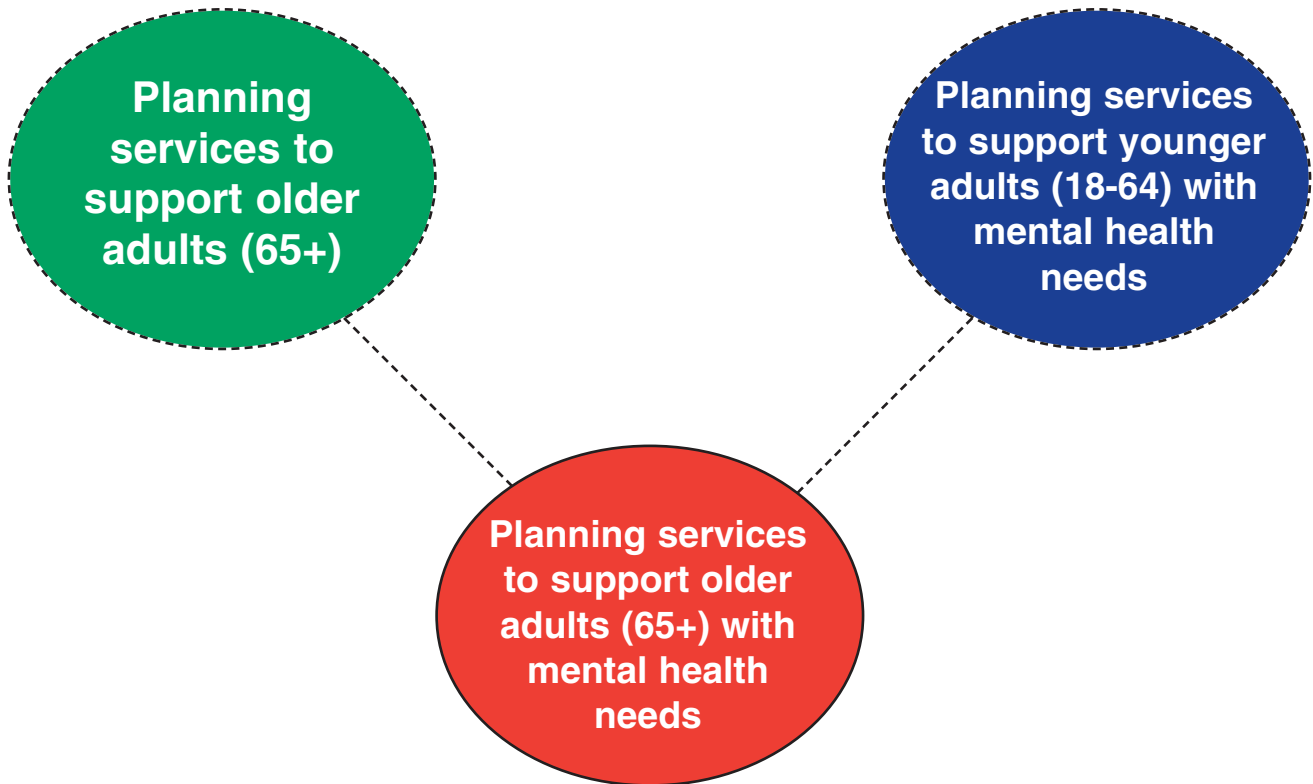 Planning
services to
support older
adults (65+)
Planning services
to support younger
adults (18-64) with
mental health
needs
Planning services
to support older
adults (65+) with
mental health
needs